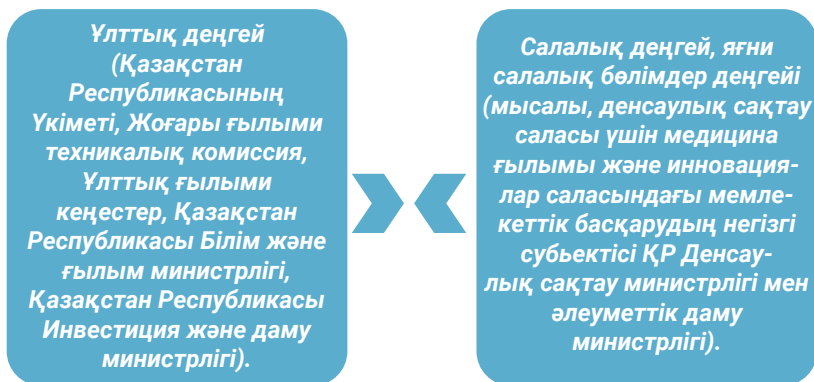 Ұлттық деңгей
(Қазақстан
Республикасының
Үкіметі, Жоғары ғылыми
техникалық комиссия,
Ұлттық ғылыми
кеңестер, Қазақстан
Республикасы Білім және
ғылым министрлігі,
Қазақстан Республикасы
Инвестиция және даму
министрлігі).
Салалық деңгей, яғни
салалық бөлімдер деңгейі
(мысалы, денсаулық сақтау
саласы үшін медицина
ғылымы және инновация-
лар саласындағы мемле-
кеттік басқарудың негізгі
субьектісі ҚР Денсау-
лық сақтау министрлігі мен
әлеуметтік даму
министрлігі).